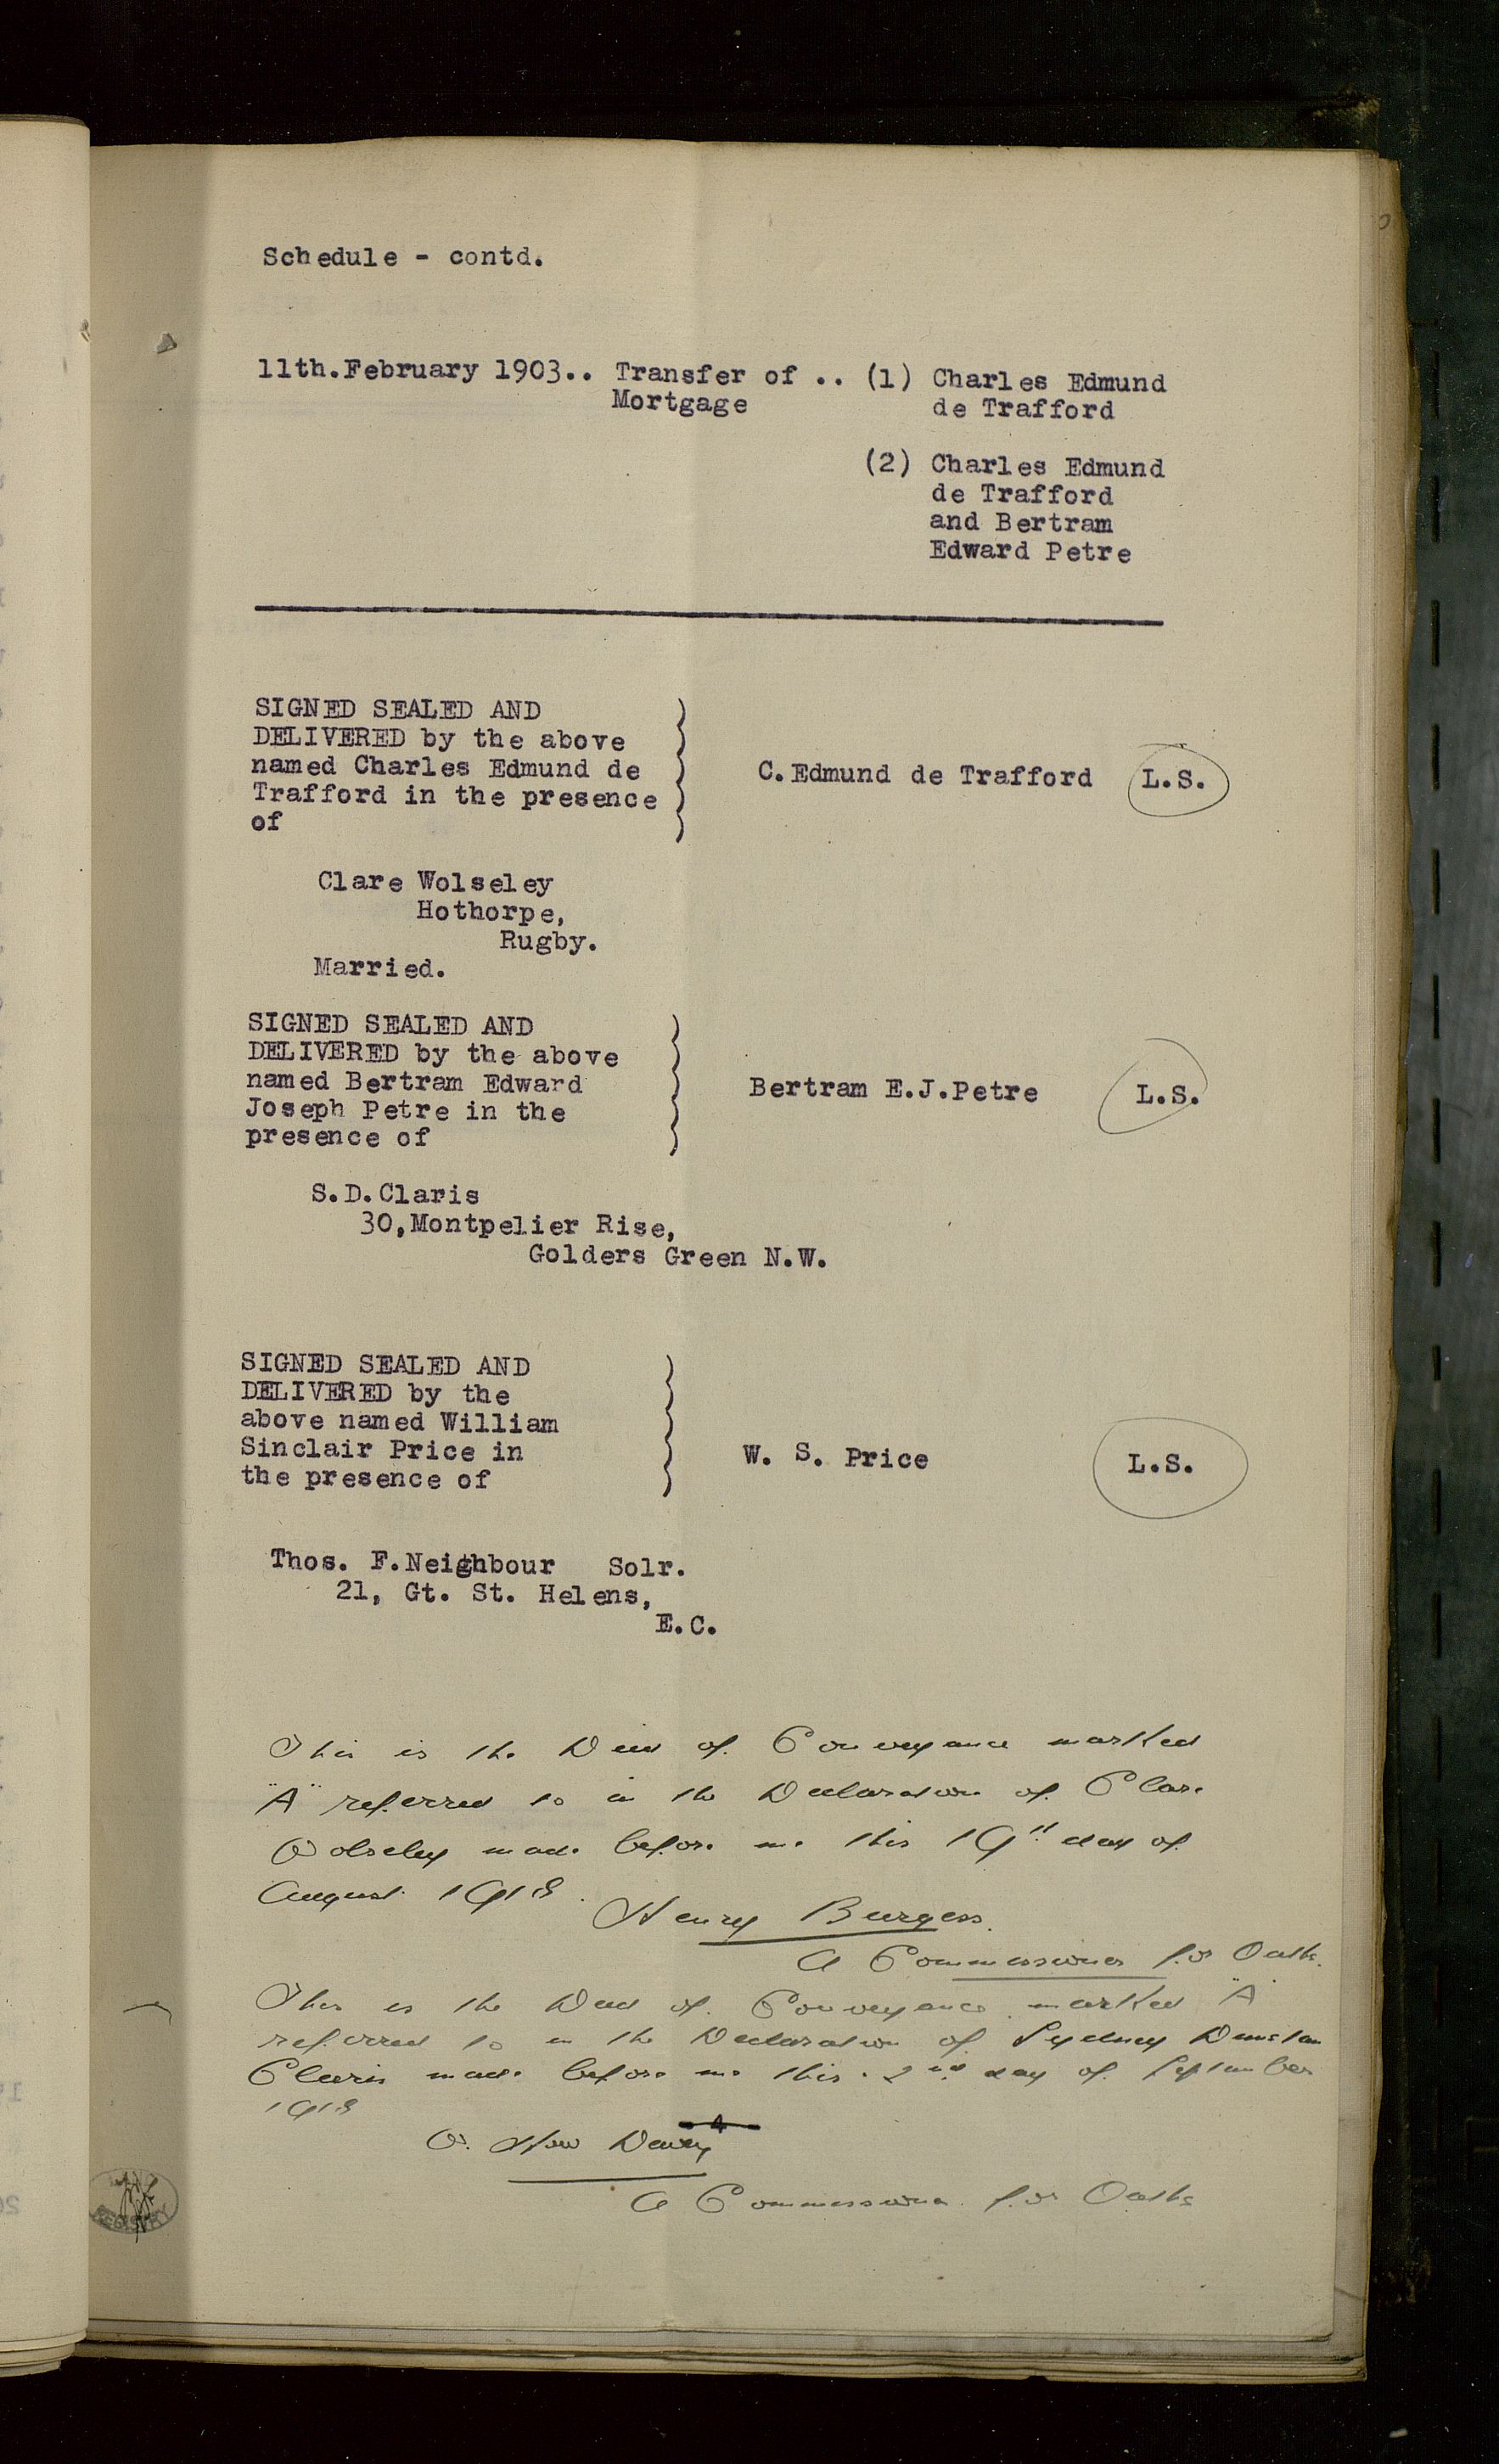 Schedule - contd.
11th.February 1903.. Transfer of .. (1) Charles Edmund
Mortgage de Trafford
(2) Charles Edmund
de Trafford
and Bertram
Edward Petre
SIGNED SEALED AND
DELIVERED by the above
named Charles Edmund de
Trafford in the presence
of
C.Edmund de Trafford L.S.
Clare Wolseley
Hothorpe,
Rugby.
Married.
SIGNED SEALED AND
DELIVERED by the above
named Bertram Edward
Joseph Petre in the
presence of
Bertram E.J.Petre L.S.
S.D.Claris
30,Montpelier Rise,
Golders Green N.W.
SIGNED SEALED AND
DELIVERED by the
above named William
Sinclair Price in
the presence of
W. S. Price L.S.
Thos. F.Neighbour Solr.
21, Gt. St. Helens,
E.C.
This is the Deed of Conveyance marked
"A" referred to in the Declaration of Clare
Wolseley made before me this 19th day of
August 1918.
Henry Burgess.
A Commissioner for Oaths.
This is the Deed of Conveyance marked "A"
referred to in the Declaration of Sydney Dunstan
Claris made before me this 2nd day of September
1918
A Commissioner for Oaths
REGISTRY